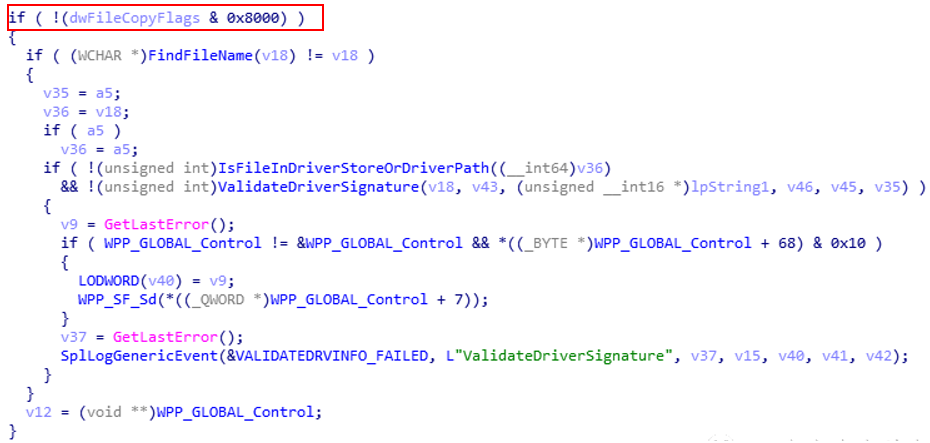 if ( !(dwFileCopyFlags & 0x8000) )
{
  if ( (WCHAR *)FindFileName(v18) != v18 )
  {
    v35 = a5;
    v36 = v18;
    if ( a5 )
      v36 = a5;
    if ( !(unsigned int)IsFileInDriverStoreOrDriverPath((__int64)v36)
      && !(unsigned int)ValidateDriverSignature(v18, v43, (unsigned __int16 *)lpString1, v46, v45, v35) )
    {
      v9 = GetLastError();
      if ( WPP_GLOBAL_Control != &WPP_GLOBAL_Control && *((_BYTE *)WPP_GLOBAL_Control + 68) & 0x10 )
      {
        LODWORD(v40) = v9;
        WPP_SF_Sd(*((_QWORD *)WPP_GLOBAL_Control + 7));
      }
      v37 = GetLastError();
      SplLogGenericEvent(&VALIDATEDRVINFO_FAILED, L"ValidateDriverSignature", v37, v15, v40, v41, v42);
    }
  }
  v12 = (void **)WPP_GLOBAL_Control;
}